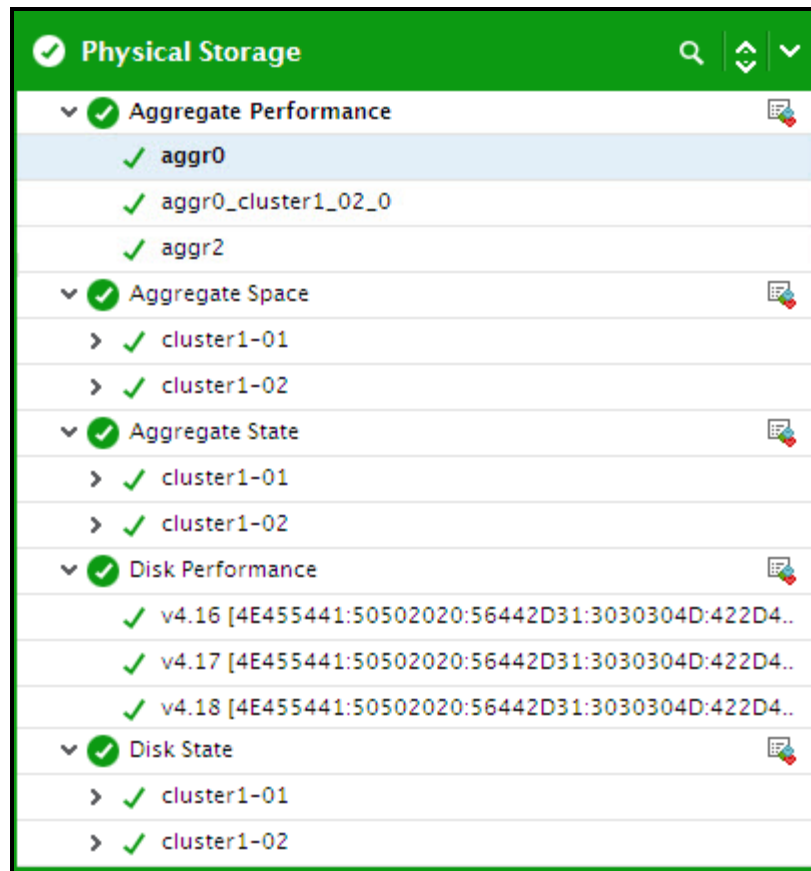 Physical Storage
Aggregate Performance
aggr0
aggr0_cluster1_02_0
aggr2
Aggregate Space
cluster1-01
cluster1-02
Aggregate State
cluster1-01
cluster1-02
Disk Performance
v4.16 [4E455441:50502020:56442D31:3030304D:422D4..
v4.17 [4E455441:50502020:56442D31:3030304D:422D4..
v4.18 [4E455441:50502020:56442D31:3030304D:422D4..
Disk State
cluster1-01
cluster1-02